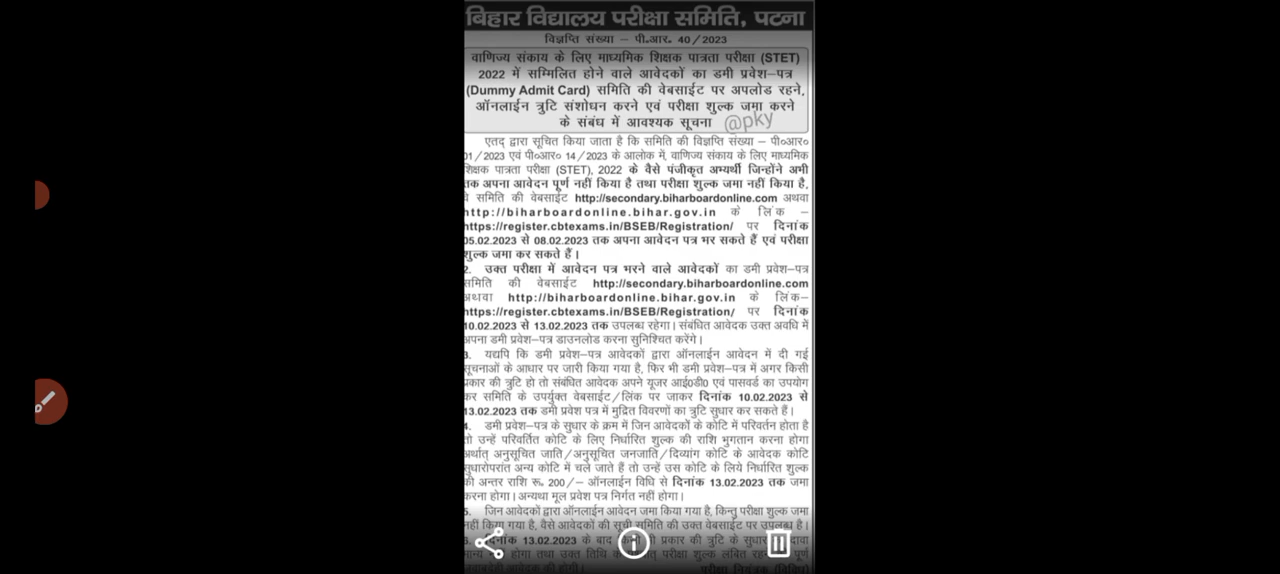 बिहार विद्यालय परीक्षा समिति, पटना
विज्ञप्ति संख्या – पी.आर. 40/2023
वाणिज्य संकाय के लिए माध्यमिक शिक्षक पात्रता परीक्षा (STET)
2022 में सम्मिलित होने वाले आवेदकों का डमी प्रवेश–पत्र
(Dummy Admit Card) समिति की वेबसाईट पर अपलोड रहने,
ऑनलाईन त्रुटि संशोधन करने एवं परीक्षा शुल्क जमा करने
के संबंध में आवश्यक सूचना @pky
एतद् द्वारा सूचित किया जाता है कि समिति की विज्ञप्ति संख्या – पी०आर०
01/2023 एवं पी०आर० 14/2023 के आलोक में, वाणिज्य संकाय के लिए माध्यमिक
शिक्षक पात्रता परीक्षा (STET), 2022 के वैसे पंजीकृत अभ्यर्थी जिन्होंने अभी
तक अपना आवेदन पूर्ण नहीं किया है तथा परीक्षा शुल्क जमा नहीं किया है,
वे समिति की वेबसाईट http://secondary.biharboardonline.com अथवा
http://biharboardonline.bihar.gov.in के लिंक –
https://register.cbtexams.in/BSEB/Registration/ पर दिनांक
05.02.2023 से 08.02.2023 तक अपना आवेदन पत्र भर सकते हैं एवं परीक्षा
शुल्क जमा कर सकते हैं।
2. उक्त परीक्षा में आवेदन पत्र भरने वाले आवेदकों का डमी प्रवेश–पत्र
समिति की वेबसाईट http://secondary.biharboardonline.com
अथवा http://biharboardonline.bihar.gov.in के लिंक–
https://register.cbtexams.in/BSEB/Registration/ पर दिनांक
10.02.2023 से 13.02.2023 तक उपलब्ध रहेगा। संबंधित आवेदक उक्त अवधि में
अपना डमी प्रवेश–पत्र डाउनलोड करना सुनिश्चित करेंगे।
3. यद्यपि कि डमी प्रवेश–पत्र आवेदकों द्वारा ऑनलाईन आवेदन में दी गई
सूचनाओं के आधार पर जारी किया गया है, फिर भी डमी प्रवेश–पत्र में अगर किसी
प्रकार की त्रुटि हो तो संबंधित आवेदक अपने यूजर आई0डी0 एवं पासवर्ड का उपयोग
कर समिति के उपर्युक्त वेबसाईट/लिंक पर जाकर दिनांक 10.02.2023 से
13.02.2023 तक डमी प्रवेश पत्र में मुद्रित विवरणों का त्रुटि सुधार कर सकते हैं।
4. डमी प्रवेश–पत्र के सुधार के क्रम में जिन आवेदकों के कोटि में परिवर्तन होता है
तो उन्हें परिवर्तित कोटि के लिए निर्धारित शुल्क की राशि भुगतान करना होगा
अर्थात् अनुसूचित जाति/अनुसूचित जनजाति/दिव्यांग कोटि के आवेदक कोटि
सुधारोपरांत अन्य कोटि में चले जाते हैं तो उन्हें उस कोटि के लिये निर्धारित शुल्क
की अन्तर राशि रू. 200/– ऑनलाईन विधि से दिनांक 13.02.2023 तक जमा
करना होगा। अन्यथा मूल प्रवेश पत्र निर्गत नहीं होगा।
5. जिन आवेदकों द्वारा ऑनलाईन आवेदन जमा किया गया है, किन्तु परीक्षा शुल्क जमा
नहीं किया गया है, वैसे आवेदकों की सूची समिति की उक्त वेबसाईट पर उपलब्ध है।
6. दिनांक 13.02.2023 के बाद किसी भी प्रकार की त्रुटि के सुधार दावा
मान्य नहीं होगा तथा उक्त तिथि के परीक्षा शुल्क लंबित पूर्ण
जवाबदेही आवेदक की होगी। परीक्षा नियंत्रक (विविध)